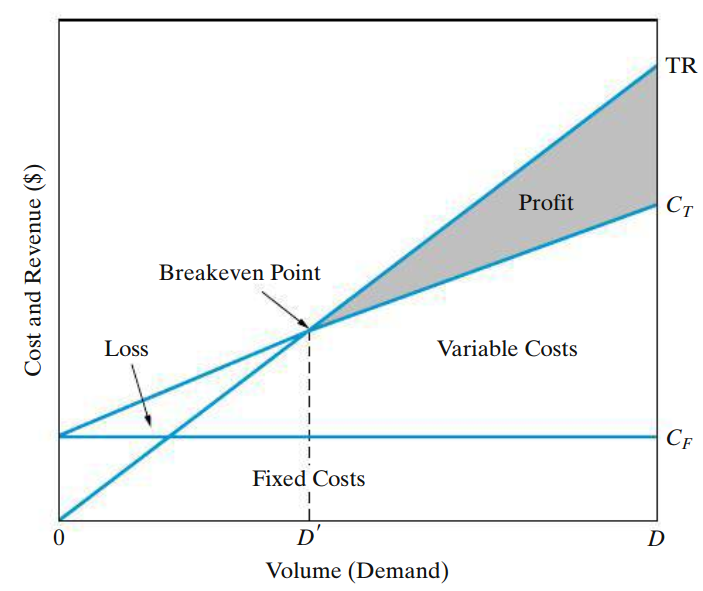 TR
Cost and Revenue ($)
Profit
C_T
Breakeven Point
Loss
Variable Costs
C_F
Fixed Costs
0
D′
D
Volume (Demand)